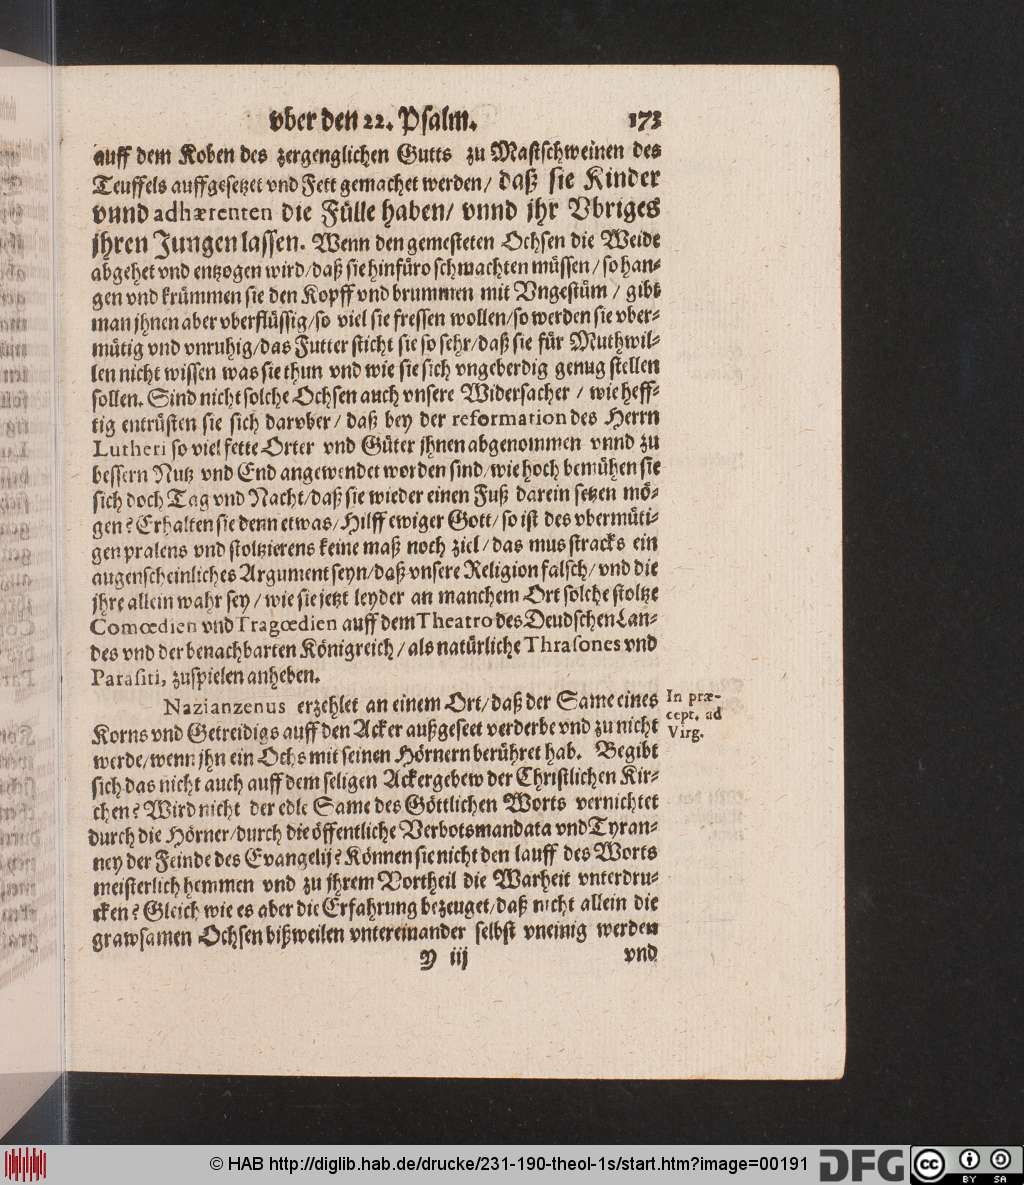 vber den 22. Psalm. 173
auff dem Koben des zergenglichen Gutts zu Mastschweinen des
Teuffels auffgesetzet vnd Fett gemachet werden/ daß sie Kinder
vnnd adhærenten die Fülle haben/ vnnd jhr Vbriges
jhren Jungen lassen. Wenn den gemesteten Ochsen die Weide
abgehet vnd entzogen wird/ daß sie hinfüro schmachten müssen/ so han-
gen vnd krümmen sie den Kopff vnd brummen mit Vngestüm / gibt
man jhnen aber vberflüssig/ so viel sie fressen wollen/ so werden sie vber-
mütig vnd vnruhig/ das Futter sticht sie so sehr/ daß sie für Muthwil-
len nicht wissen was sie thun vnd wie sie sich vngeberdig genug stellen
sollen. Sind nicht solche Ochsen auch vnsere Widersacher / wie heff-
tig entrüsten sie sich darvber/ daß bey der reformation des Herrn
Lutheri so viel fette Orter vnd Güter jhnen abgenommen vnnd zu
bessern Nutz vnd End angewendet worden sind/ wie hoch bemühen sie
sich doch Tag vnd Nacht/ daß sie wieder einen Fuß darein setzen mö-
gen? Erhalten sie denn etwas/ Hilff ewiger Gott/ so ist des vbermüti-
gen pralens vnd stoltzierens keine maß noch ziel/ das mus stracks ein
augenscheinliches Argument seyn/ daß vnsere Religion falsch/ vnd die
jhre allein wahr sey/ wie sie jetzt leyder an manchem Ort solche stoltze
Comœdien vnd Tragœdien auff dem Theatro des Deudschen Lan-
des vnd der benachbarten Königreich/ als natürliche Thrasones vnd
Parasiti, zuspielen anheben.
Nazianzenus erzehlet an einem Ort/ daß der Same eines
In præ-
cept. ad
Virg.
Korns vnd Getreidigs auff den Acker außgeseet verderbe vnd zu nicht
werde/ wenn jhn ein Ochs mit seinen Hörnern berühret hab. Begibt
sich das nicht auch auff dem seligen Ackergebew der Christlichen Kir-
chen? Wird nicht der edle Same des Göttlichen Worts vernichtet
durch die Hörner/ durch die öffentliche Verbotsmandata vnd Tyran-
ney der Feinde des Evangelij? Können sie nicht den lauff des Worts
meisterlich hemmen vnd zu jhrem Vortheil die Warheit vnterdru-
cken? Gleich wie es aber die Erfahrung bezeuget/ daß nicht allein die
grawsamen Ochsen bißweilen vntereinander selbst vneinig werden
Y iij vnd
© HAB http://diglib.hab.de/drucke/231-190-theol-1s/start.htm?image=00191
DFG
cc BY SA